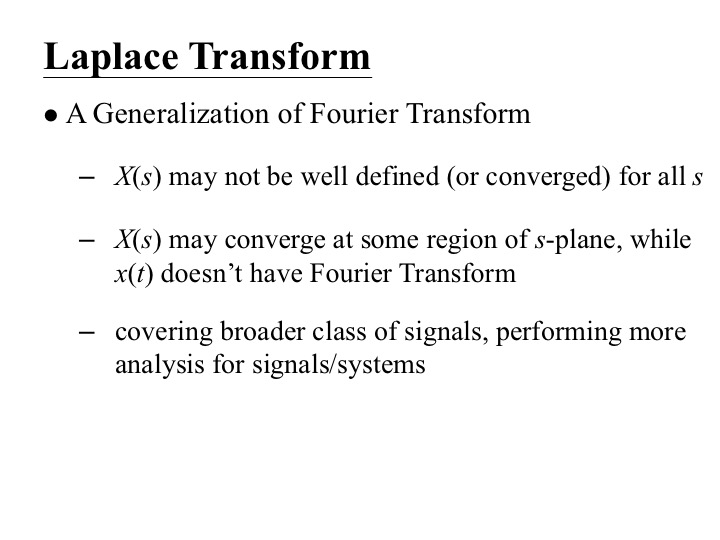 Laplace Transform
● A Generalization of Fourier Transform
– X(s) may not be well defined (or converged) for all s
– X(s) may converge at some region of s-plane, while
x(t) doesn’t have Fourier Transform
– covering broader class of signals, performing more
analysis for signals/systems